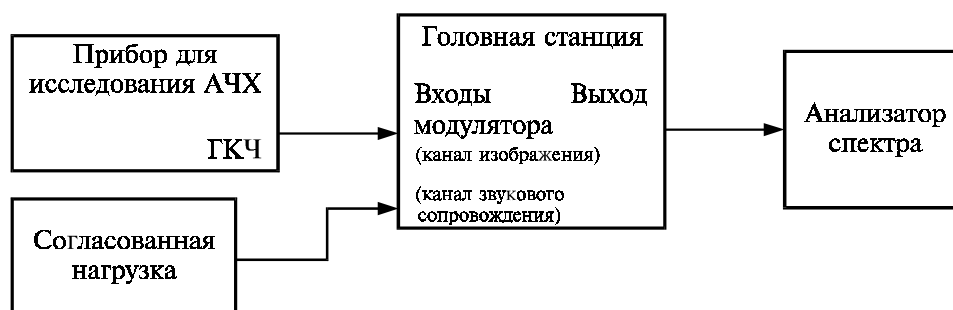 Прибор для
исследования АЧХ
ГКЧ
Согласованная
нагрузка
Головная станция
Входы Выход
модулятора
(канал изображения)
(канал звукового
сопровождения)
Анализатор
спектра